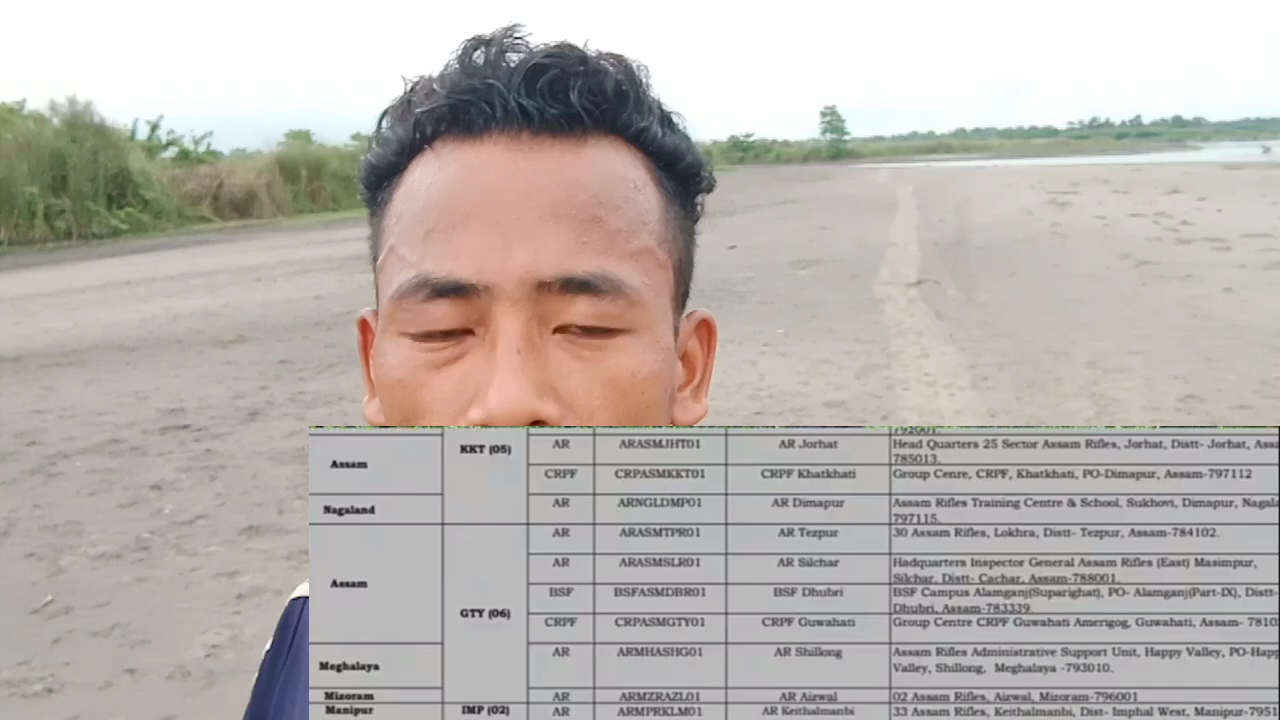 792001.
Assam
KKT (05)
AR ARASMJHT01 AR Jorhat Head Quarters 25 Sector Assam Rifles, Jorhat, Distt- Jorhat,
785013.
CRPF CRPASMKKT01 CRPF Khatkhati Group Cenre, CRPF, Khatkhati, PO-Dimapur, Assam-797112
Nagaland AR ARNGLDMP01 AR Dimapur Assam Rifles Training Centre & School, Sukhovi, Dimapur,
797115.
Assam
GTY (06)
AR ARASMTPR01 AR Tezpur 30 Assam Rifles, Lokhra, Distt- Tezpur, Assam-784102.
AR ARASMSLR01 AR Silchar Hadquarters Inspector General Assam Rifles (East) Masimpur,
Silchar, Distt- Cachar, Assam-788001.
BSF BSFASMDBR01 BSF Dhubri BSF Campus Alamganj(Suparighat), PO- Alamganj(Part-IX), Distt-
Dhubri, Assam-783339.
CRPF CRPASMGTY01 CRPF Guwahati Group Centre CRPF Guwahati Amerigog, Guwahati, Assam- 7810
Meghalaya AR ARMHASHG01 AR Shillong Assam Rifles Administrative Support Unit, Happy Valley,
Valley, Shillong, Meghalaya -793010.
Mizoram AR ARMZRAZL01 AR Aizwal 02 Assam Rifles, Aizwal, Mizoram-796001
Manipur IMP (02) AR ARMPRKLM01 AR Keithalmanbi 33 Assam Rifles, Keithalmanbi, Dist- Imphal West, Manipur-7951